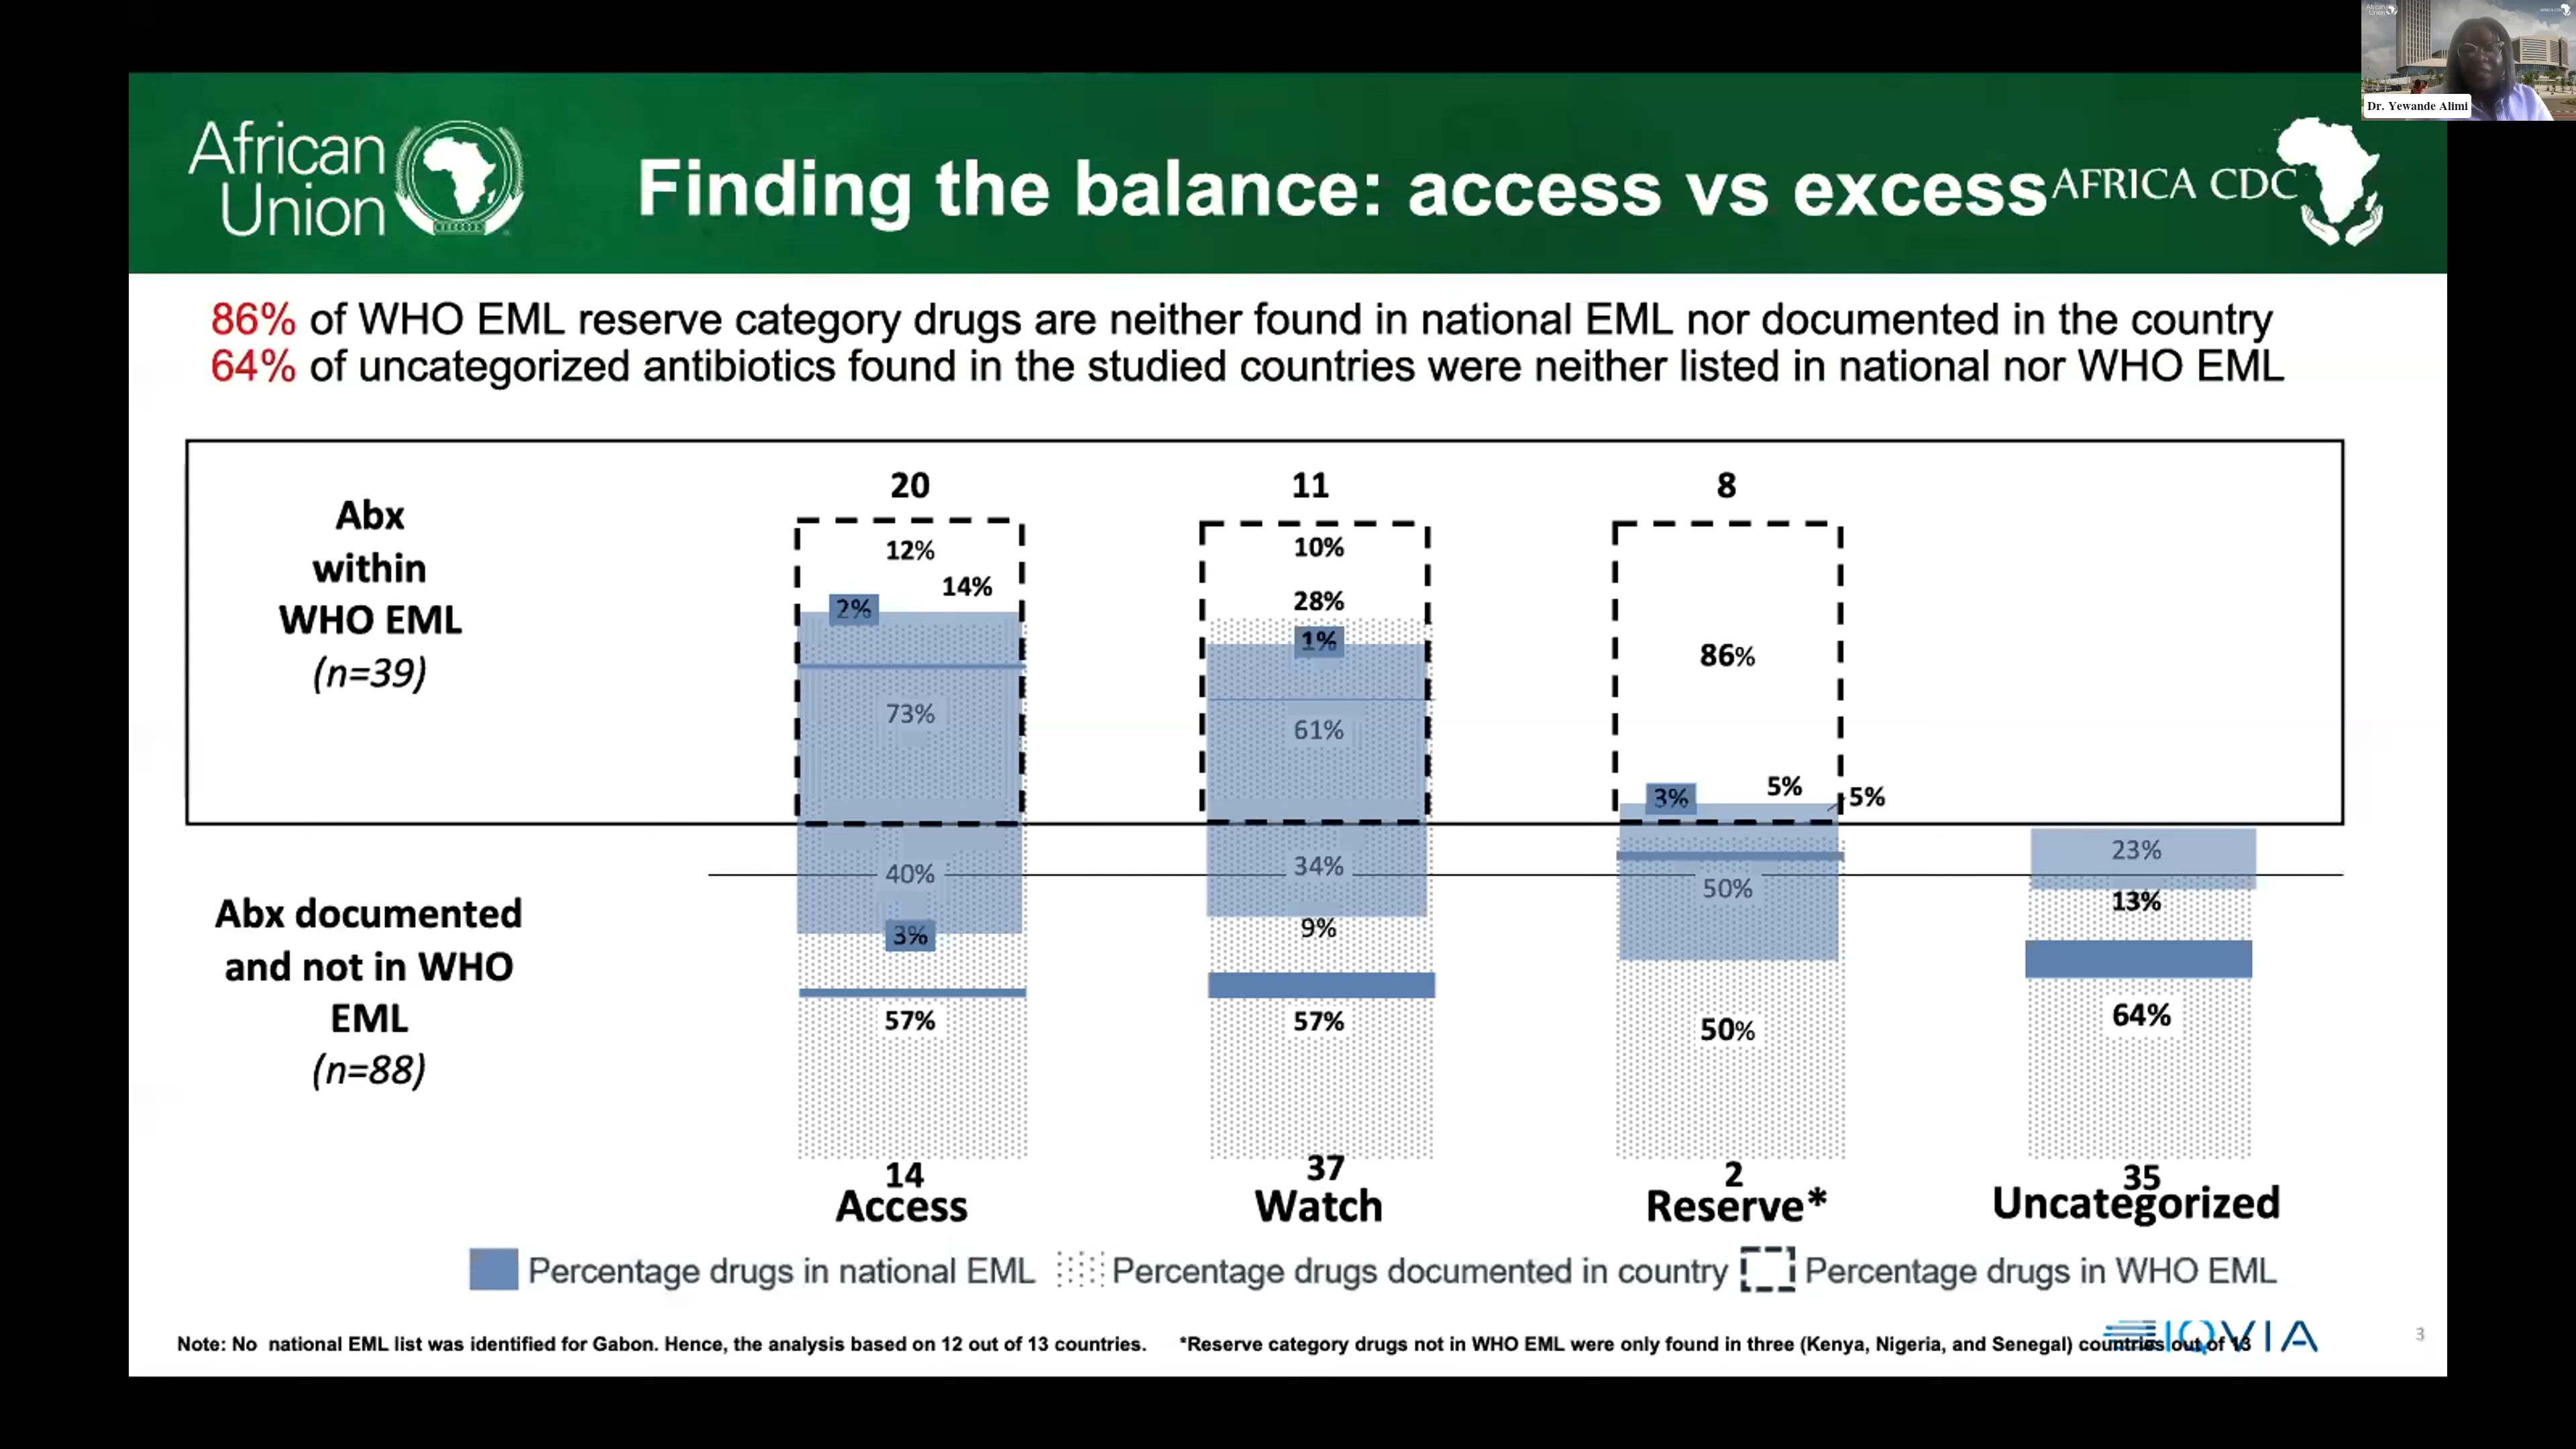 African
Union
Finding the balance: access vs excess
AFRICA CDC
Dr. Yewande Alimi
86% of WHO EML reserve category drugs are neither found in national EML nor documented in the country
64% of uncategorized antibiotics found in the studied countries were neither listed in national nor WHO EML
Abx
within
WHO EML
(n=39)
20
12%
14%
2%
73%
11
10%
28%
1%
61%
8
86%
3%
5%
5%
Abx documented
and not in WHO
EML
(n=88)
40%
3%
57%
14
Access
34%
9%
57%
37
Watch
50%
50%
2
Reserve*
23%
13%
64%
35
Uncategorized
Percentage drugs in national EML
Percentage drugs documented in country
Percentage drugs in WHO EML
Note: No national EML list was identified for Gabon. Hence, the analysis based on 12 out of 13 countries.
*Reserve category drugs not in WHO EML were only found in three (Kenya, Nigeria, and Senegal) countries out of 13
IQVIA
3